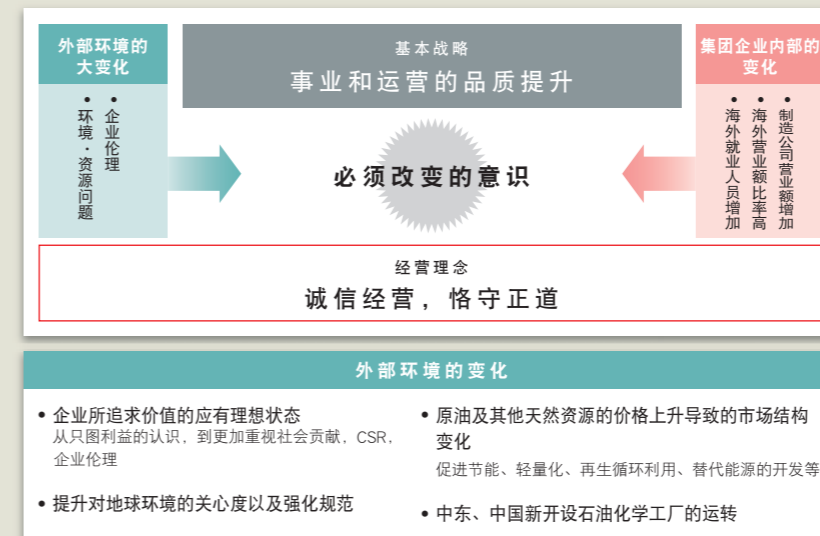 外部环境的
大变化
• 企业伦理
• 环境・资源问题
基本战略
事业和运营的品质提升
必须改变的意识
集团企业内部的
变化
• 制造公司营业额增加
• 海外营业额比率高
• 海外就业人员增加
经营理念
诚信经营，恪守正道
外部环境的变化
• 企业所追求价值的应有理想状态
从只图利益的认识，到更加重视社会贡献，CSR，
企业伦理
• 提升对地球环境的关心度以及强化规范
• 原油及其他天然资源的价格上升导致的市场结构
变化
促进节能、轻量化、再生循环利用、替代能源的开发等
• 中东、中国新开设石油化学工厂的运转